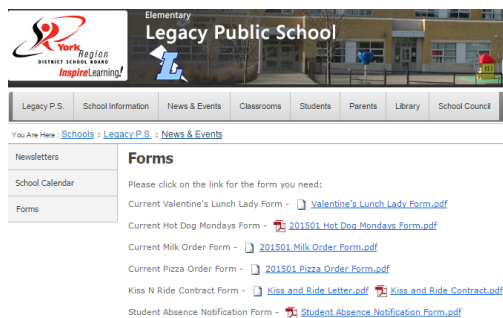 Elementary
Legacy Public School
York Region
DISTRICT SCHOOL BOARD
InspireLearning!
L
Legacy P.S. School Information News & Events Classrooms Students Parents Library School Council
You Are Here : Schools : Legacy P.S. : News & Events
Newsletters
School Calendar
Forms
Forms
Please click on the link for the form you need:
Current Valentine's Lunch Lady Form - Valentine's Lunch Lady Form.pdf
Current Hot Dog Mondays Form - 201501 Hot Dog Mondays Form.pdf
Current Milk Order Form - 201501 Milk Order Form.pdf
Current Pizza Order Form - 201501 Pizza Order Form.pdf
Kiss N Ride Contract Form - Kiss and Ride Letter.pdf Kiss and Ride Contract.pdf
Student Absence Notification Form - Student Absence Notification Form.pdf